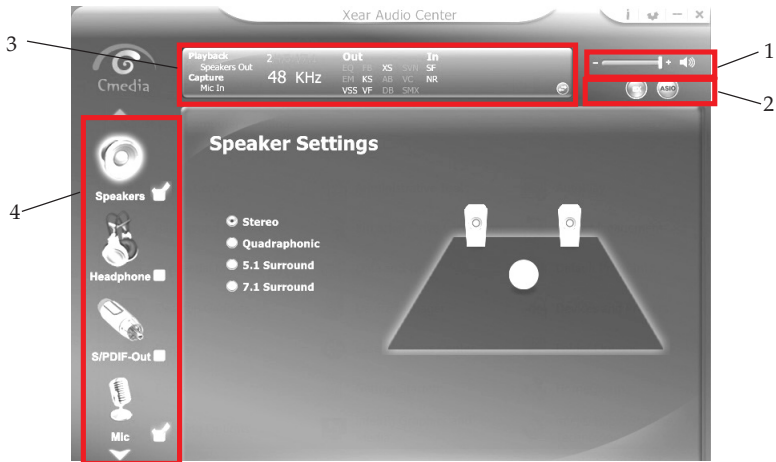 Xear Audio Center
i
3
1
2
4
Cmedia
Playback
Speakers Out
Capture
Mic In
2
48 KHz
Out
In
EQ FB XS SVN SF
EM KS AB VC NR
VSS VF DB SMX
EX
ASIO
Speaker Settings
Speakers
Headphone
S/PDIF-Out
Mic
Stereo
Quadraphonic
5.1 Surround
7.1 Surround